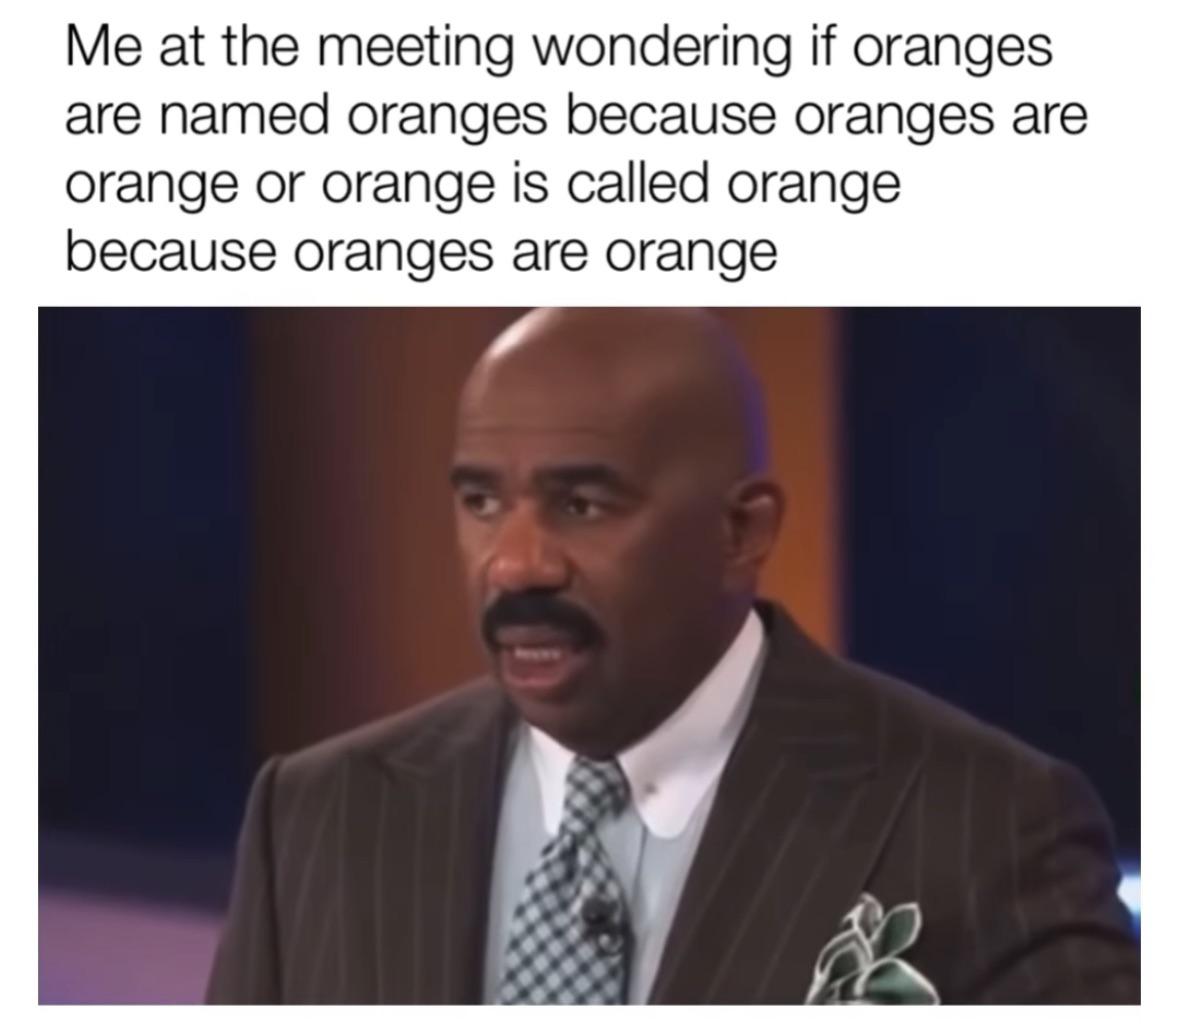 Me at the meeting wondering if oranges
are named oranges because oranges are
orange or orange is called orange
because oranges are orange